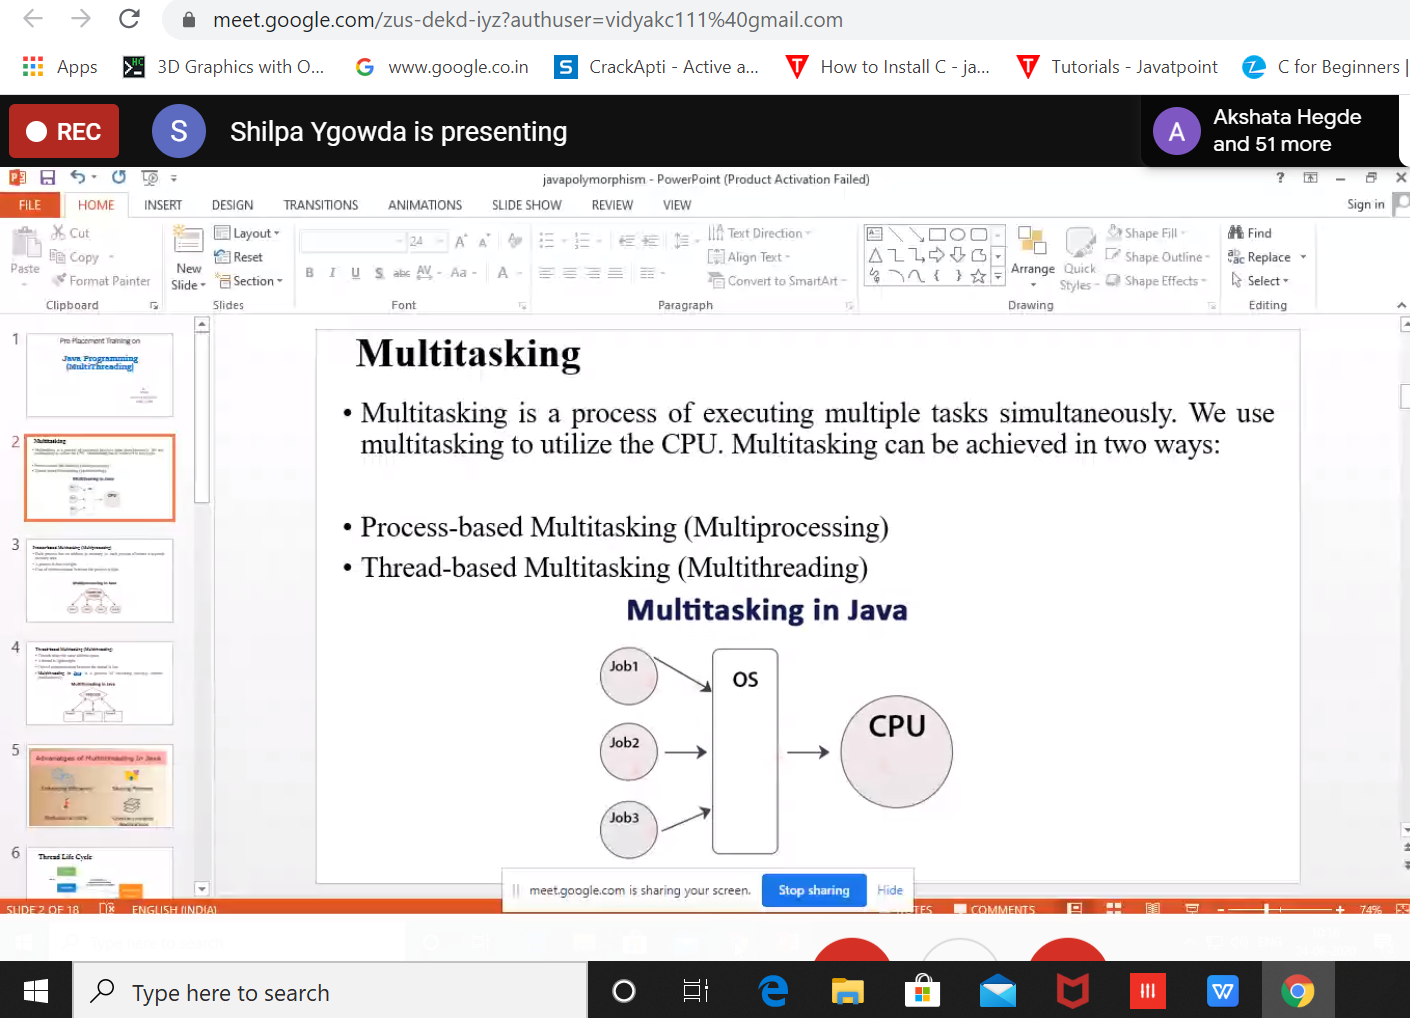 meet.google.com/zus-dekd-iyz?authuser=vidyakc111%40gmail.com
Apps
3D Graphics with O...
www.google.co.in
CrackApti - Active a...
How to Install C - ja...
Tutorials - Javatpoint
C for Beginners |
REC
S
Shilpa Ygowda is presenting
A
Akshata Hegde
and 51 more
javapolymorphism - PowerPoint (Product Activation Failed)
FILE HOME INSERT DESIGN TRANSITIONS ANIMATIONS SLIDE SHOW REVIEW VIEW
Sign in
Paste
Cut
Copy
Format Painter
Clipboard
New
Slide
Layout
Reset
Section
Slides
24
Font
Text Direction
Align Text
Convert to SmartArt
Paragraph
Arrange
Quick
Styles
Shape Fill
Shape Outline
Shape Effects
Drawing
Find
Replace
Select
Editing
1
Pre Placement Training on
Java Programming
(MultiThreading)
2
Multitasking
3
4
5
Advanatges of Multithreading In Java
6
Thread Life Cycle
Multitasking
• Multitasking is a process of executing multiple tasks simultaneously. We use
multitasking to utilize the CPU. Multitasking can be achieved in two ways:
• Process-based Multitasking (Multiprocessing)
• Thread-based Multitasking (Multithreading)
Multitasking in Java
Job1
Job2
Job3
OS
CPU
meet.google.com is sharing your screen.
Stop sharing
Hide
SLIDE 2 OF 18
ENGLISH (INDIA)
COMMENTS
74%
Type here to search